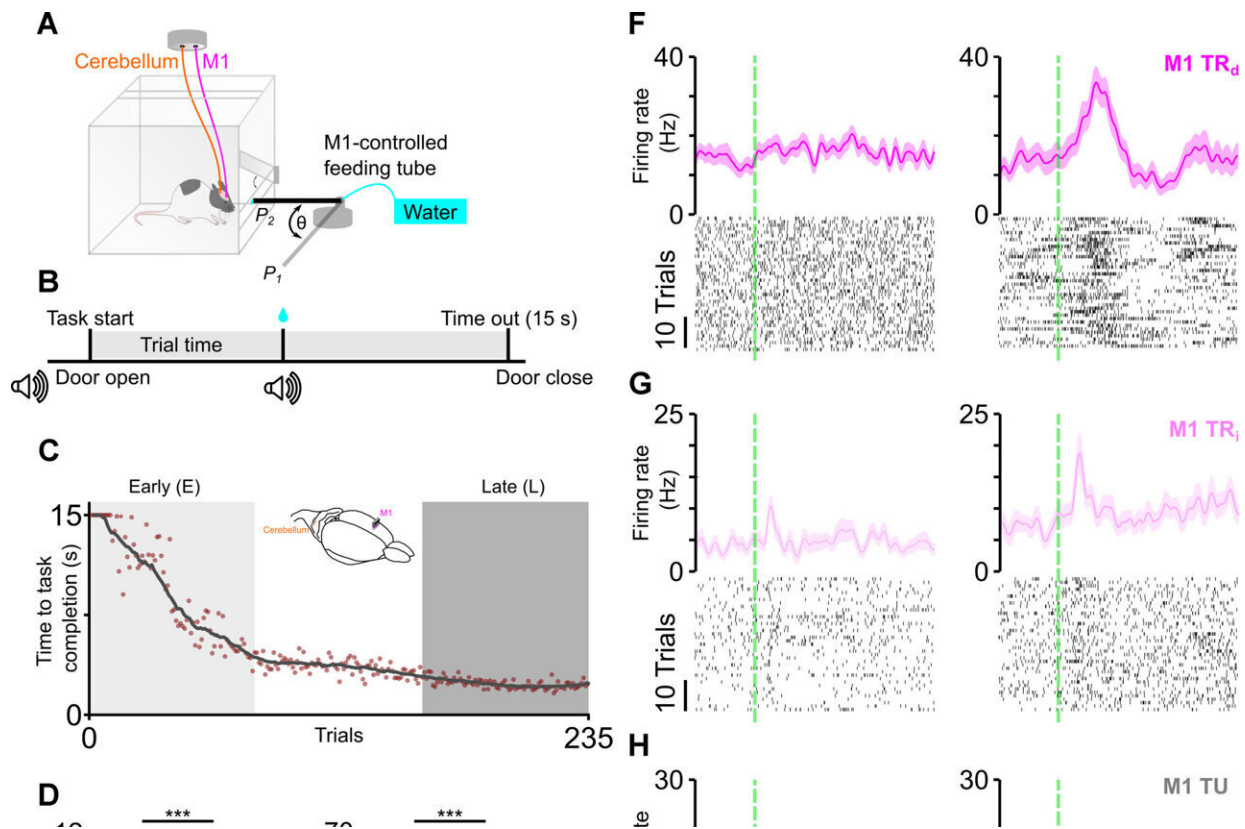 A
Cerebellum M1
M1-controlled
feeding tube
P2
θ
Water
P1
B
Task start
Time out (15 s)
Trial time
Door open
Door close
C
Early (E)
Late (L)
Cerebellum
M1
Time to task
completion (s)
15
0
0
Trials
235
D
***
***
F
M1 TRd
Firing rate
(Hz)
40
20
0
40
20
0
10 Trials
G
M1 TRi
Firing rate
(Hz)
25
0
25
0
10 Trials
H
M1 TU
30
30